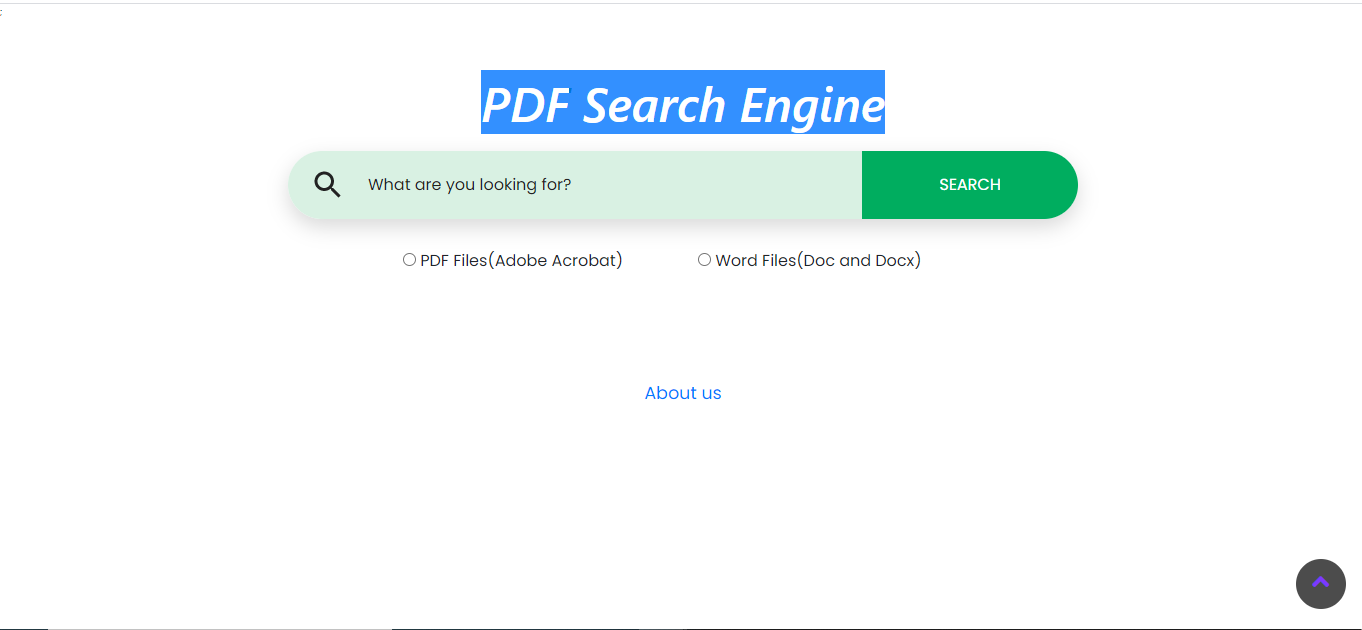 PDF Search Engine
What are you looking for?
SEARCH
PDF Files(Adobe Acrobat)
Word Files(Doc and Docx)
About us